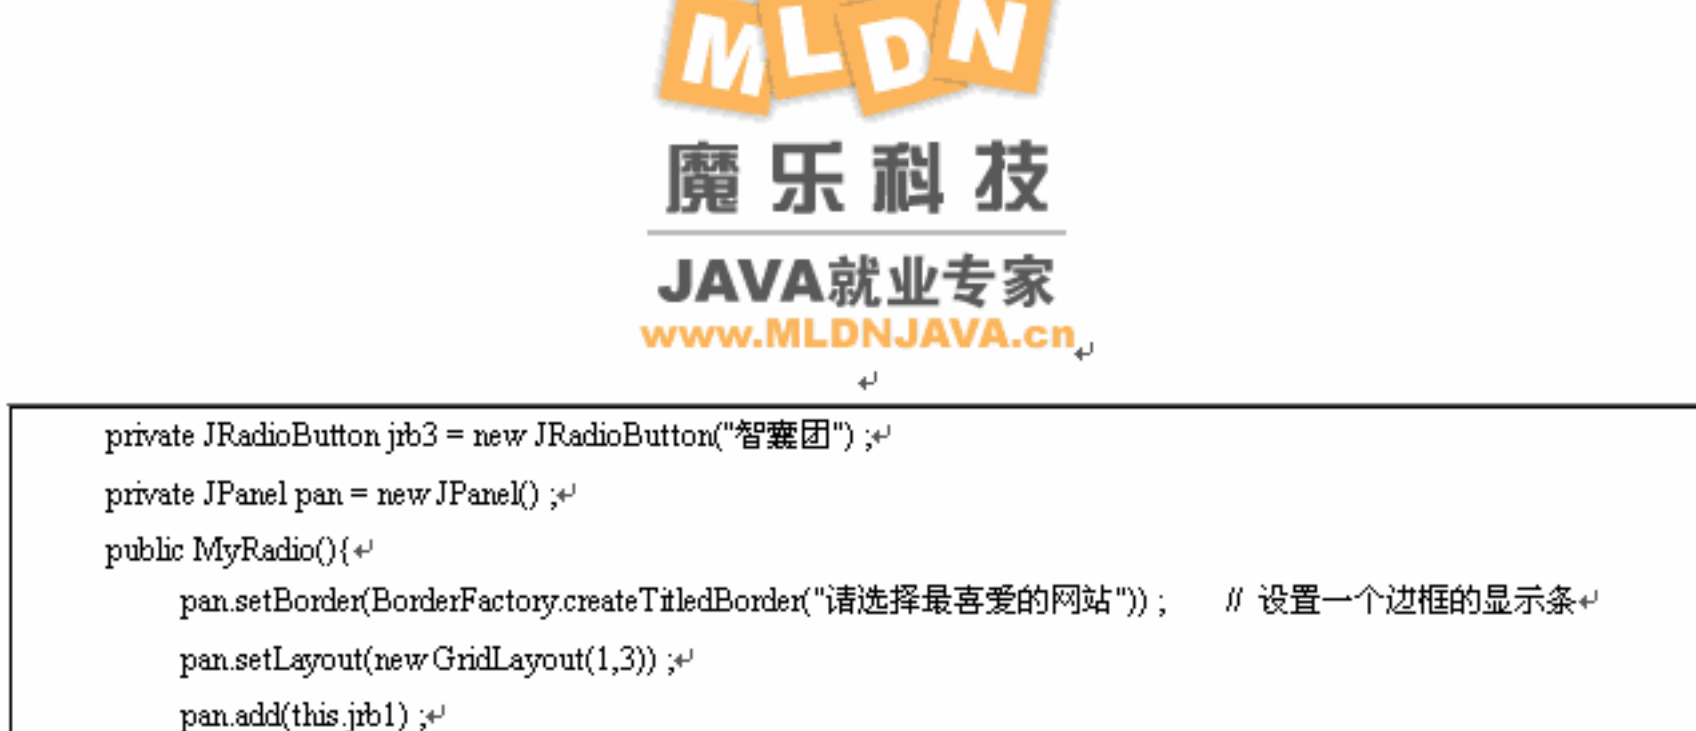 MLDN
魔乐科技
JAVA就业专家
www.MLDNJAVA.cn
private JRadioButton jrb3 = new JRadioButton("智囊团") ;
private JPanel pan = new JPanel() ;
public MyRadio(){
pan.setBorder(BorderFactory.createTitledBorder("请选择最喜爱的网站")) ; // 设置一个边框的显示条
pan.setLayout(new GridLayout(1,3)) ;
pan.add(this.jrb1) ;